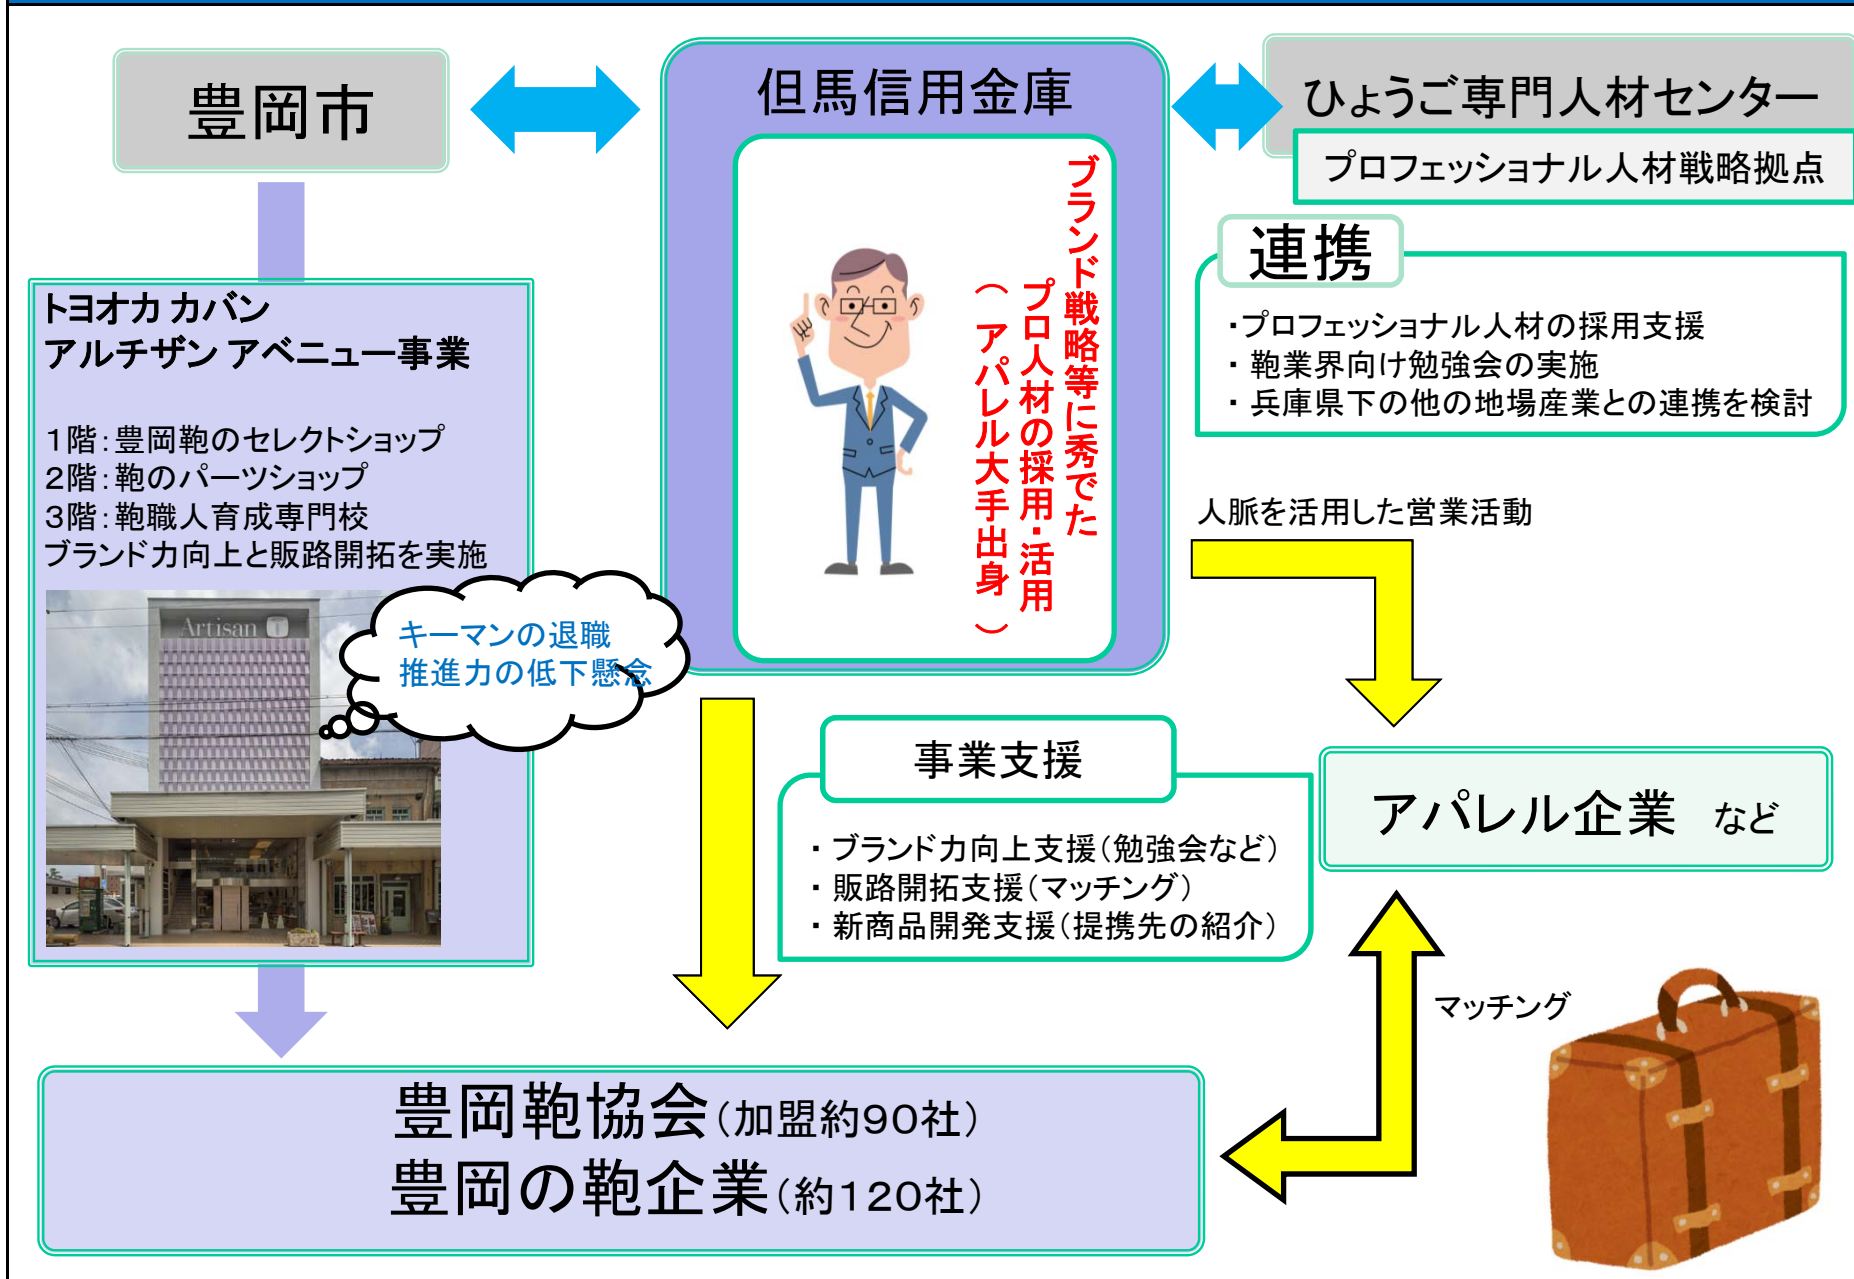 豊岡市
但馬信用金庫
ひょうご専門人材センター
プロフェッショナル人材戦略拠点
ブランド戦略等に秀でた
プロ人材の採用・活用
（アパレル大手出身）
連携
・プロフェッショナル人材の採用支援
・鞄業界向け勉強会の実施
・兵庫県下の他の地場産業との連携を検討
トヨオカ カバン
アルチザン アベニュー事業
1階：豊岡鞄のセレクトショップ
2階：鞄のパーツショップ
3階：鞄職人育成専門校
ブランド力向上と販路開拓を実施
Artisan
キーマンの退職
推進力の低下懸念
人脈を活用した営業活動
事業支援
・ブランド力向上支援（勉強会など）
・販路開拓支援（マッチング）
・新商品開発支援（提携先の紹介）
アパレル企業 など
マッチング
豊岡鞄協会（加盟約90社）
豊岡の鞄企業（約120社）